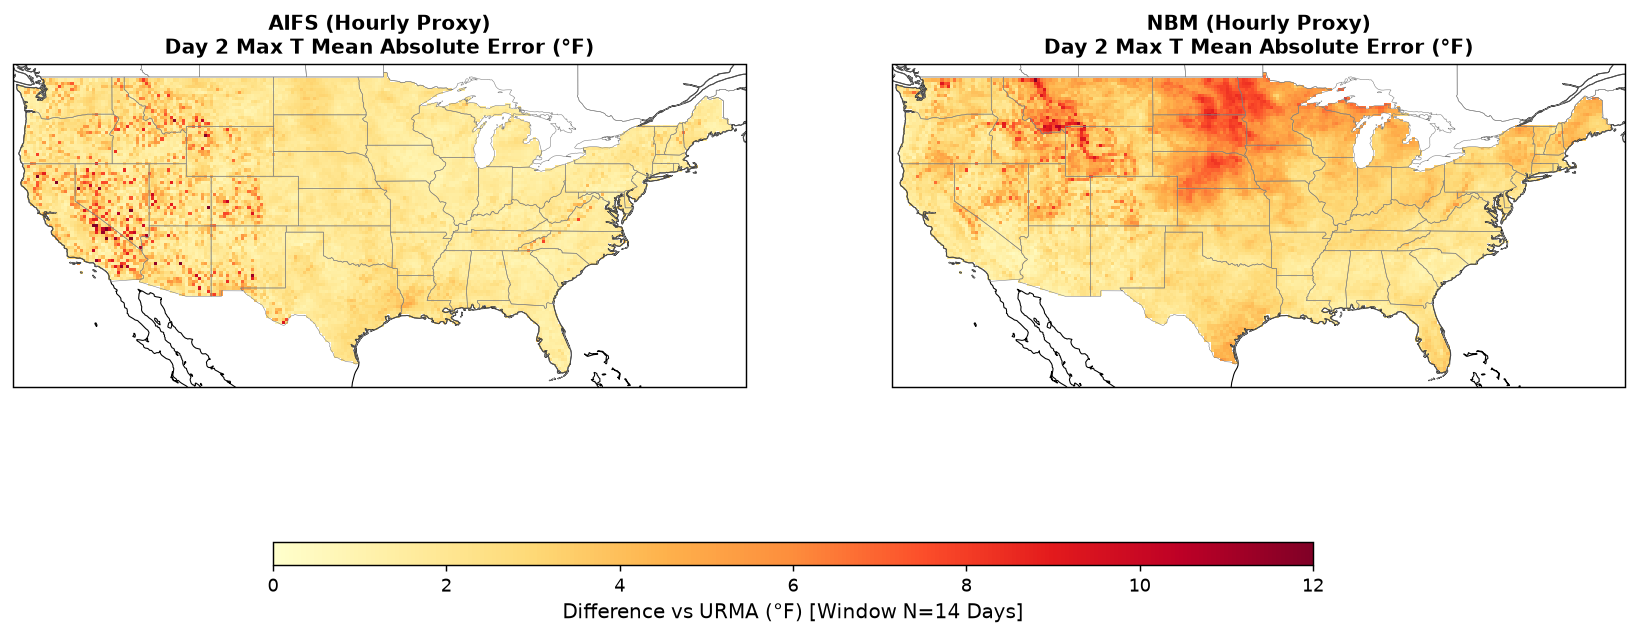 AIFS (Hourly Proxy)
Day 2 Max T Mean Absolute Error (°F)
NBM (Hourly Proxy)
Day 2 Max T Mean Absolute Error (°F)
0 2 4 6 8 10 12
Difference vs URMA (°F) [Window N=14 Days]